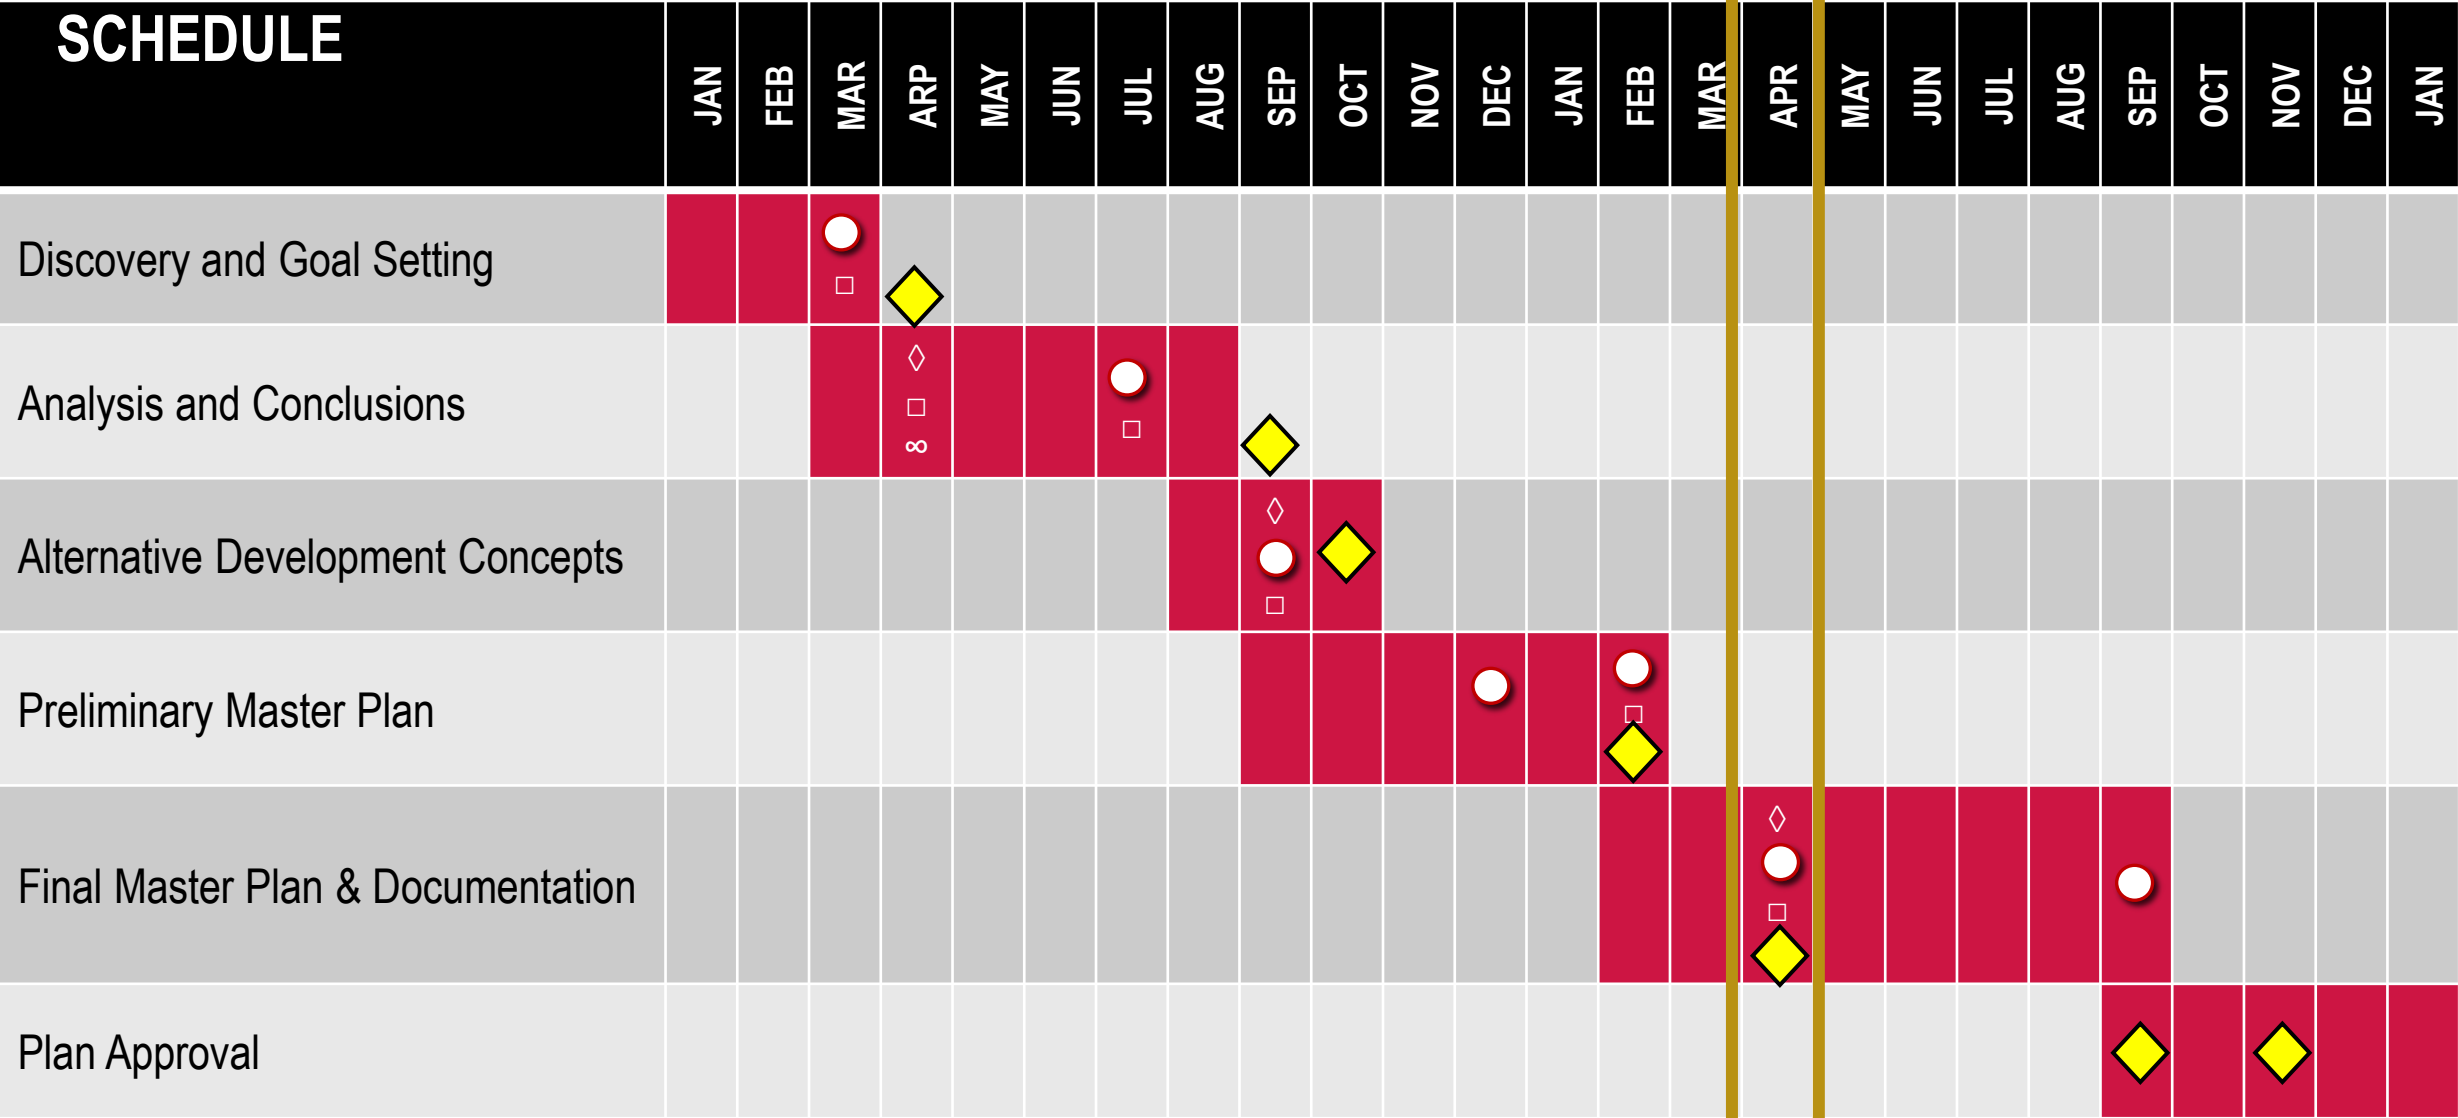 SCHEDULE
JAN FEB MAR ARP MAY JUN JUL AUG SEP OCT NOV DEC JAN FEB MAR APR MAY JUN JUL AUG SEP OCT NOV DEC JAN
Discovery and Goal Setting
□
Analysis and Conclusions
◊
□ □
∞
Alternative Development Concepts
◊
□
Preliminary Master Plan
□
Final Master Plan & Documentation
◊
□
Plan Approval